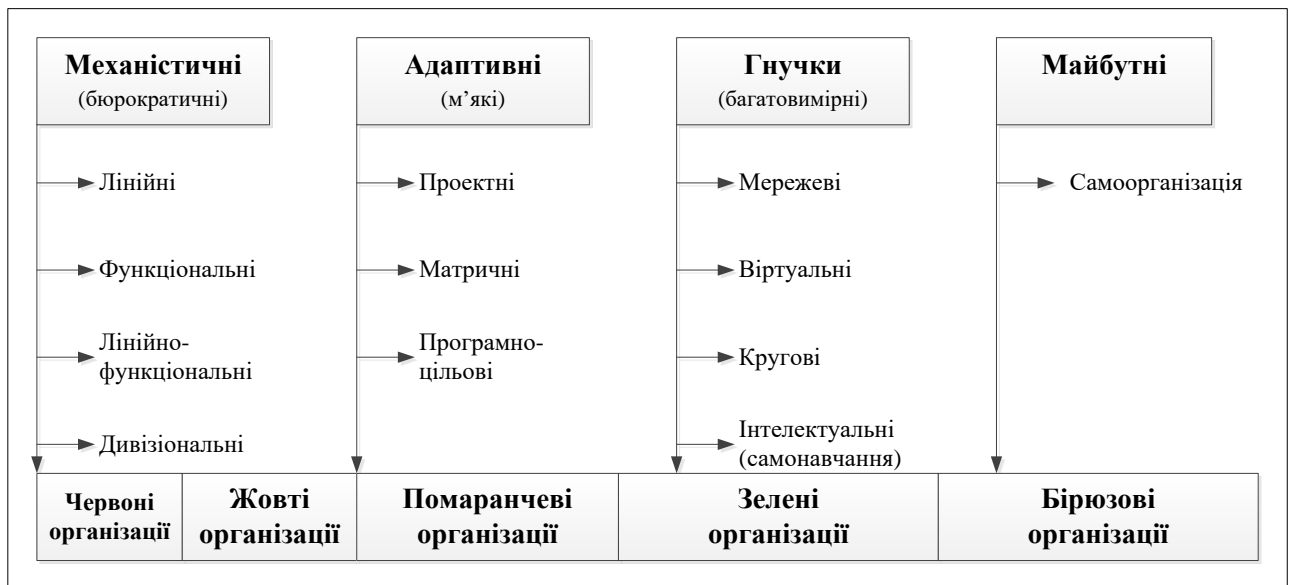 Механістичні
(бюрократичні)
Адаптивні
(м’які)
Гнучки
(багатовимірні)
Майбутні
Лінійні
Функціональні
Лінійно-
функціональні
Дивізіональні
Проектні
Матричні
Програмно-
цільові
Мережеві
Віртуальні
Кругові
Інтелектуальні
(самонавчання)
Самоорганізація
Червоні
організації
Жовті
організації
Помаранчеві
організації
Зелені
організації
Бірюзові
організації